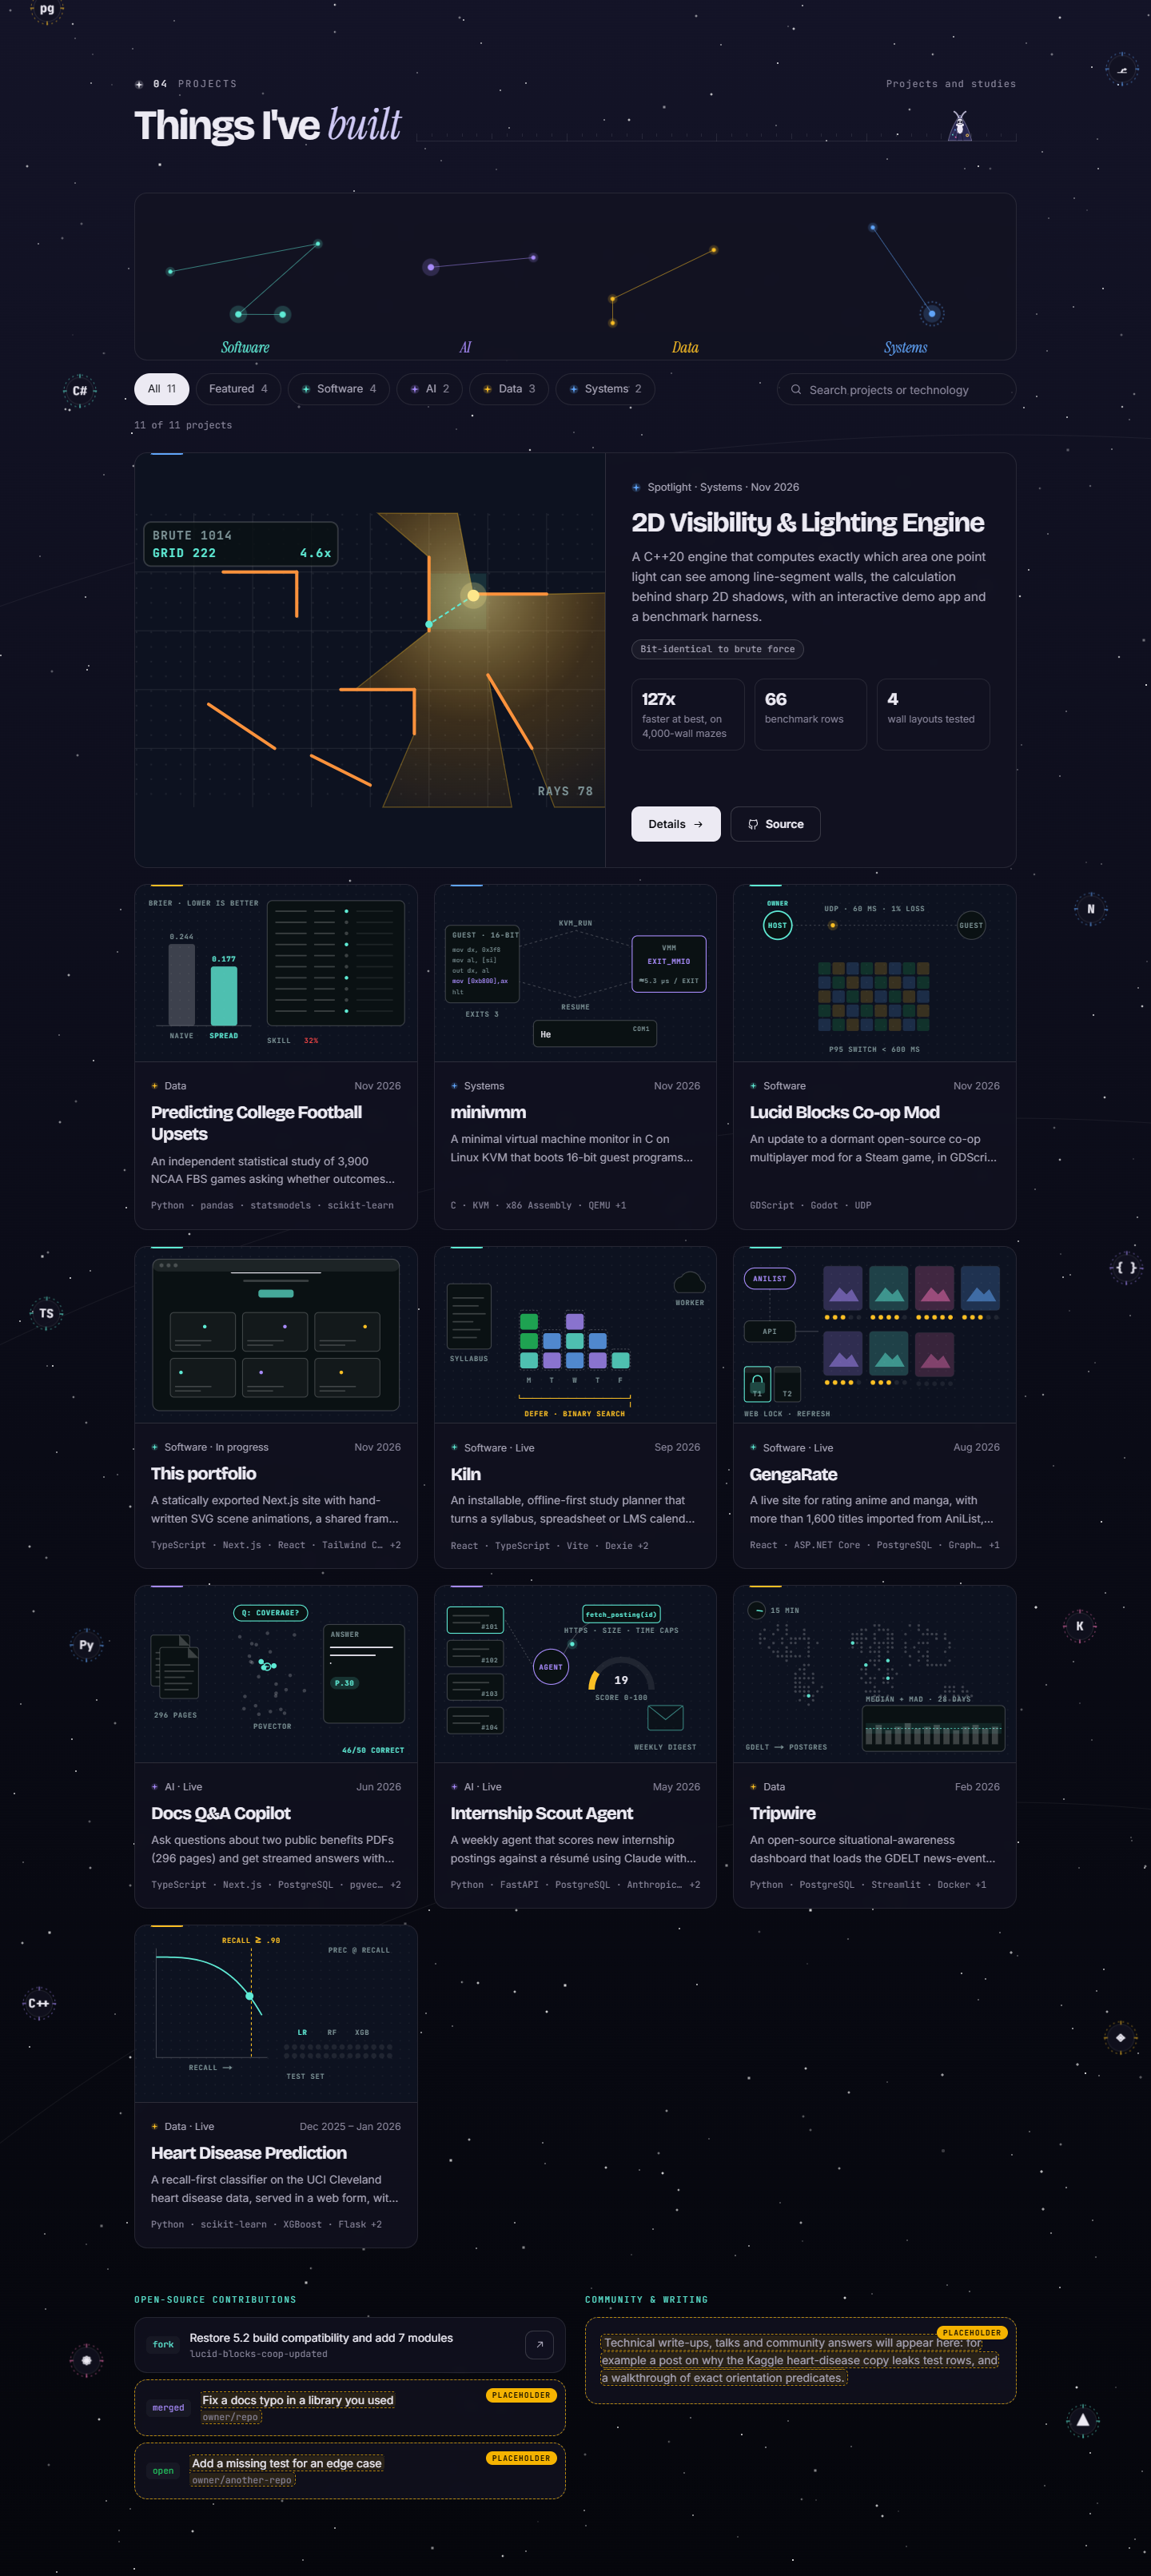 pg
04 PROJECTS
Projects and studies
Things I've built
Software
AI
Data
Systems
C#
All 11
Featured 4
Software 4
AI 2
Data 3
Systems 2
Search projects or technology
11 of 11 projects
BRUTE 1014
GRID 222 4.6x
RAYS 78
Spotlight · Systems · Nov 2026
2D Visibility & Lighting Engine
A C++20 engine that computes exactly which area one point
light can see among line-segment walls, the calculation
behind sharp 2D shadows, with an interactive demo app and
a benchmark harness.
Bit-identical to brute force
127x
faster at best, on
4,000-wall mazes
66
benchmark rows
4
wall layouts tested
Details →
Source
N
BRIER · LOWER IS BETTER
0.244
0.177
NAIVE SPREAD
SKILL 32%
Data
Nov 2026
Predicting College Football
Upsets
An independent statistical study of 3,900
NCAA FBS games asking whether outcomes...
Python · pandas · statsmodels · scikit-learn
GUEST · 16-BIT
mov dx, 0x3f8
mov al, [si]
out dx, al
mov [0xb800],ax
hlt
EXITS 3
KVM_RUN
RESUME
VMM
EXIT_MMIO
≈5.3 µs / EXIT
He
COM1
Systems
Nov 2026
minivmm
A minimal virtual machine monitor in C on
Linux KVM that boots 16-bit guest programs...
C · KVM · x86 Assembly · QEMU +1
OWNER
HOST
UDP · 60 MS · 1% LOSS
GUEST
P95 SWITCH < 600 MS
Software
Nov 2026
Lucid Blocks Co-op Mod
An update to a dormant open-source co-op
multiplayer mod for a Steam game, in GDScri...
GDScript · Godot · UDP
{ }
TS
Software · In progress
Nov 2026
This portfolio
A statically exported Next.js site with hand-
written SVG scene animations, a shared fram...
TypeScript · Next.js · React · Tailwind C… +2
SYLLABUS
WORKER
M T W T F
DEFER · BINARY SEARCH
Software · Live
Sep 2026
Kiln
An installable, offline-first study planner that
turns a syllabus, spreadsheet or LMS calend...
React · TypeScript · Vite · Dexie +2
ANILIST
API
T1 T2
WEB LOCK · REFRESH
Software · Live
Aug 2026
GengaRate
A live site for rating anime and manga, with
more than 1,600 titles imported from AniList,...
React · ASP.NET Core · PostgreSQL · Graph… +1
Py
K
Q: COVERAGE?
296 PAGES
PGVECTOR
ANSWER
P.30
46/50 CORRECT
AI · Live
Jun 2026
Docs Q&A Copilot
Ask questions about two public benefits PDFs
(296 pages) and get streamed answers with...
TypeScript · Next.js · PostgreSQL · pgvec… +2
#101
#102
#103
#104
AGENT
fetch_posting(id)
HTTPS · SIZE · TIME CAPS
19
SCORE 0-100
WEEKLY DIGEST
AI · Live
May 2026
Internship Scout Agent
A weekly agent that scores new internship
postings against a résumé using Claude with...
Python · FastAPI · PostgreSQL · Anthropic… +2
15 MIN
MEDIAN + MAD · 28 DAYS
GDELT → POSTGRES
Data
Feb 2026
Tripwire
An open-source situational-awareness
dashboard that loads the GDELT news-event...
Python · PostgreSQL · Streamlit · Docker +1
C++
RECALL ≥ .90
PREC @ RECALL
LR RF XGB
RECALL →
TEST SET
Data · Live
Dec 2025 – Jan 2026
Heart Disease Prediction
A recall-first classifier on the UCI Cleveland
heart disease data, served in a web form, wit...
Python · scikit-learn · XGBoost · Flask +2
OPEN-SOURCE CONTRIBUTIONS
fork
Restore 5.2 build compatibility and add 7 modules
lucid-blocks-coop-updated
PLACEHOLDER
merged
Fix a docs typo in a library you used
owner/repo
PLACEHOLDER
open
Add a missing test for an edge case
owner/another-repo
COMMUNITY & WRITING
PLACEHOLDER
Technical write-ups, talks and community answers will appear here: for
example a post on why the Kaggle heart-disease copy leaks test rows, and
a walkthrough of exact orientation predicates.